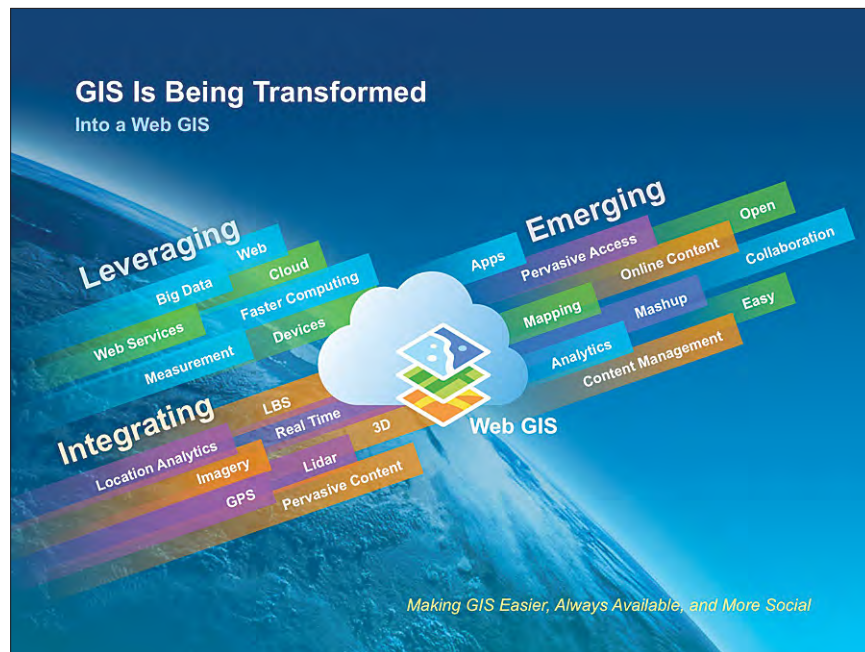 GIS Is Being Transformed
Into a Web GIS
Leveraging
Web
Big Data
Cloud
Faster Computing
Web Services
Devices
Measurement
Integrating
LBS
Real Time
Location Analytics
3D
Imagery
Lidar
GPS
Pervasive Content
Emerging
Apps
Open
Pervasive Access
Online Content
Collaboration
Mapping
Mashup
Easy
Analytics
Content Management
Web GIS
Making GIS Easier, Always Available, and More Social